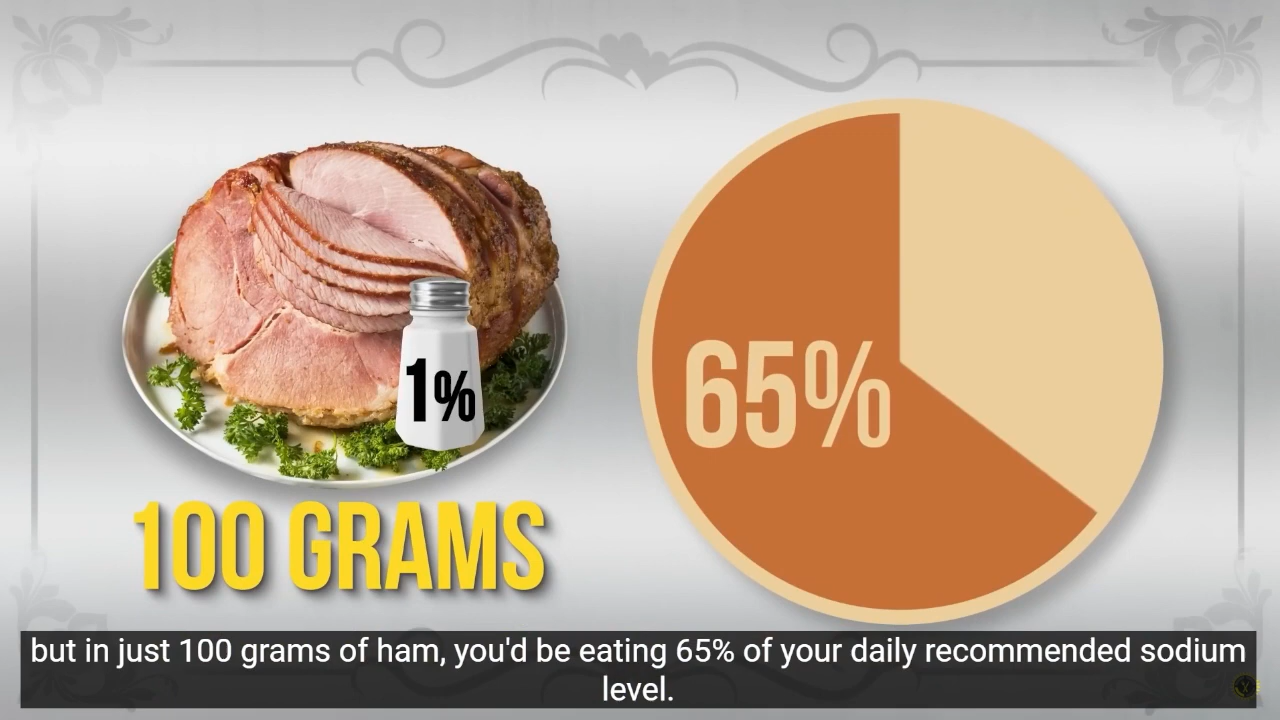 1%
65%
100 GRAMS
but in just 100 grams of ham, you'd be eating 65% of your daily recommended sodium
level.